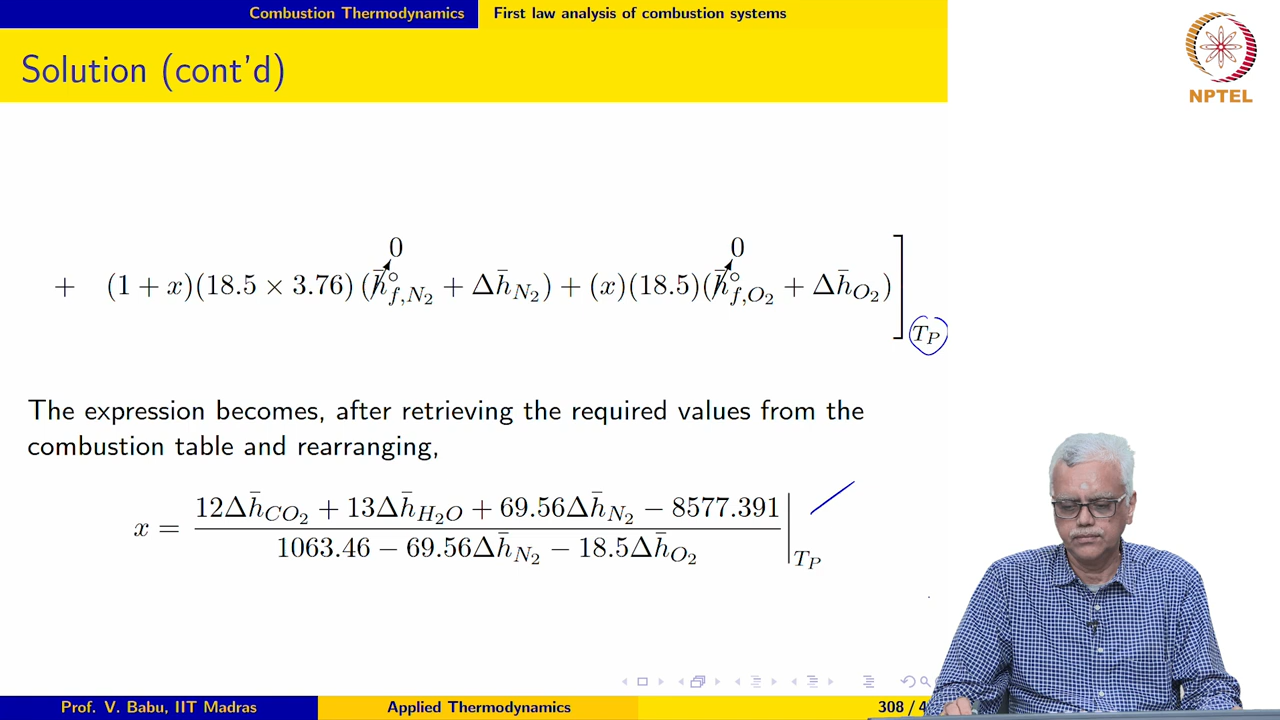 Combustion Thermodynamics First law analysis of combustion systems
Solution (cont'd)
NPTEL
0 0
+ (1 + x)(18.5 × 3.76) (h̄°f,N₂ + Δh̄N₂) + (x)(18.5)(h̄°f,O₂ + Δh̄O₂)]
TP
The expression becomes, after retrieving the required values from the
combustion table and rearranging,
x = (12Δh̄CO₂ + 13Δh̄H₂O + 69.56Δh̄N₂ − 8577.391) / (1063.46 − 69.56Δh̄N₂ − 18.5Δh̄O₂) |TP
Prof. V. Babu, IIT Madras Applied Thermodynamics 308 / 4